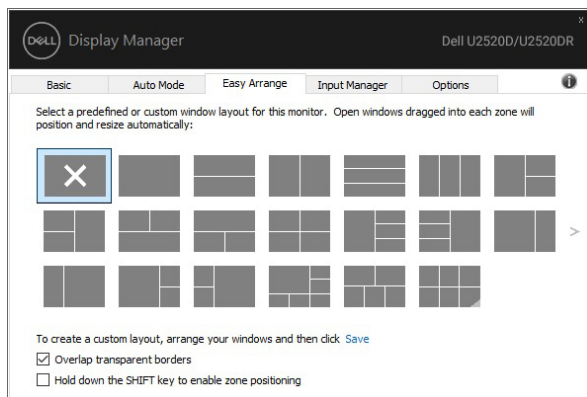 DELL Display Manager
Dell U2520D/U2520DR
x
Basic Auto Mode Easy Arrange Input Manager Options i
Select a predefined or custom window layout for this monitor. Open windows dragged into each zone will
position and resize automatically:
To create a custom layout, arrange your windows and then click Save
Overlap transparent borders
Hold down the SHIFT key to enable zone positioning